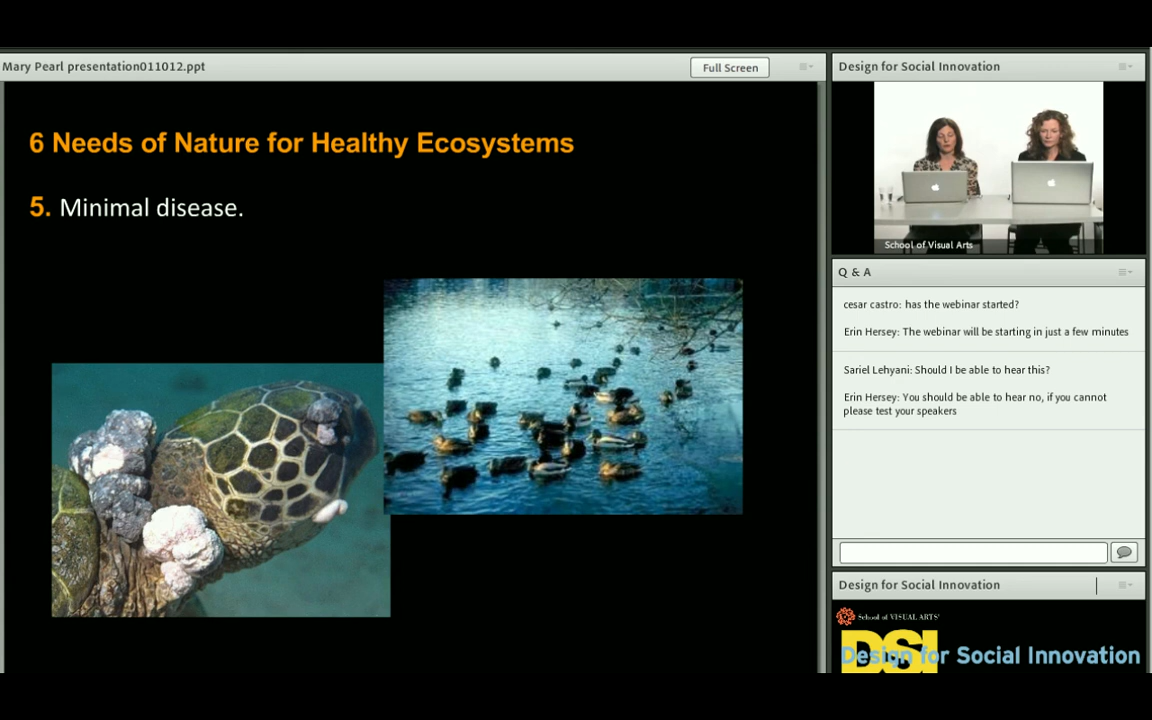 Mary Pearl presentation011012.ppt
Full Screen
6 Needs of Nature for Healthy Ecosystems
5. Minimal disease.
Design for Social Innovation
School of Visual Arts
Q & A
cesar castro: has the webinar started?
Erin Hersey: The webinar will be starting in just a few minutes
Sariel Lehyani: Should I be able to hear this?
Erin Hersey: You should be able to hear no, if you cannot
please test your speakers
Design for Social Innovation
School of VISUAL ARTS
DSI
Design for Social Innovation